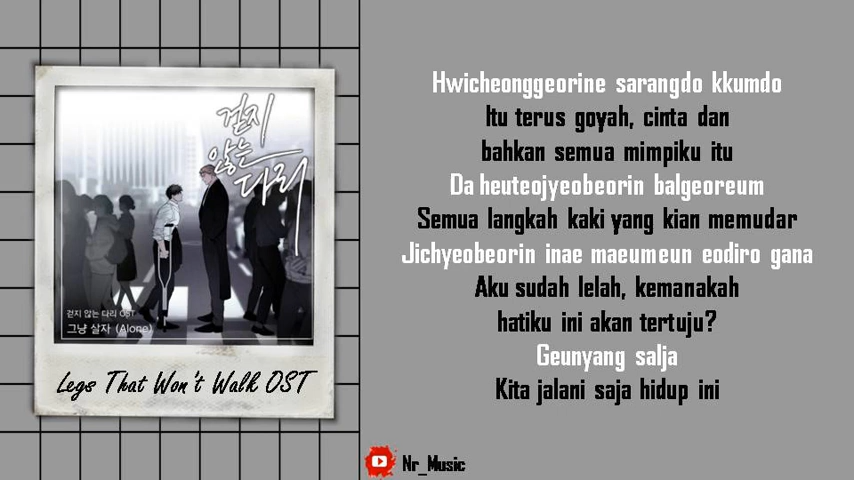 걷지
않는
다리
걷지 않는 다리 OST
그냥 살자 (Alone)
Legs That Won't Walk OST
Hwicheonggeorine sarangdo kkumdo
Itu terus goyah, cinta dan
bahkan semua mimpiku itu
Da heuteojyeobeorin balgeoreum
Semua langkah kaki yang kian memudar
Jichyeobeorin inae maeumeun eodiro gana
Aku sudah lelah, kemanakah
hatiku ini akan tertuju?
Geunyang salja
Kita jalani saja hidup ini
Nr_Music